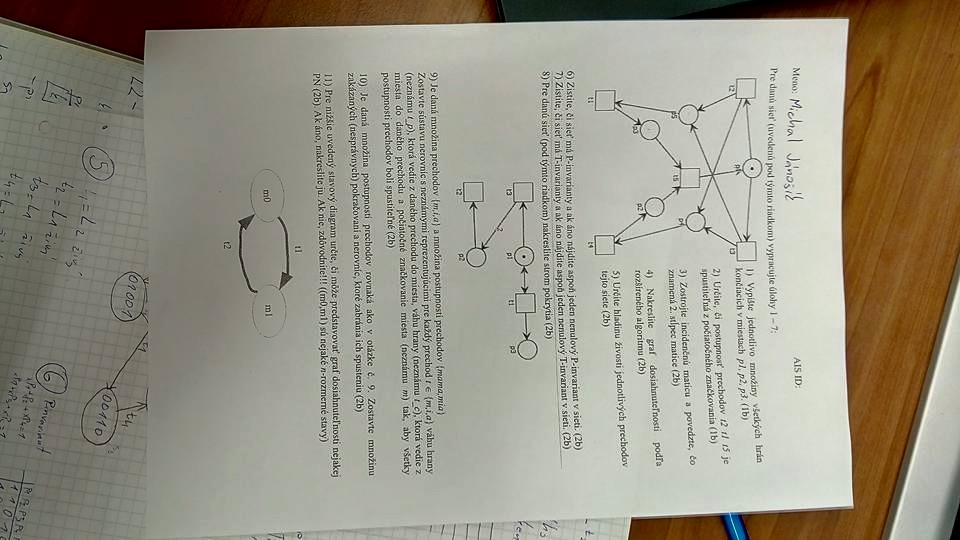 Meno: Michal Jánošík AIS ID:
Pre danú sieť (uvedenú pod týmto riadkom) vypracujte úlohy 1 – 7:
1) Vypíšte jednotlivo množiny všetkých hrán
končiacich v miestach p1, p2, p3. (1b)
2) Určite, či postupnosť prechodov t2 t1 t5 je
spustiteľná z počiatočného značkovania (1b)
3) Zostrojte incidenčnú maticu a povedzte, čo
znamená 2. stĺpec matice (2b)
4) Nakreslite graf dosiahnuteľnosti podľa
rozšíreného algoritmu (2b)
5) Určite hladinu živosti jednotlivých prechodov
tejto siete (2b)
t2 p1 t3
p5 t5 p4
p3 p2
t1 t4
6) Zistite, či sieť má P-invarianty a ak áno nájdite aspoň jeden nenulový P-invariant v sieti. (2b)
7) Zistite, či sieť má T-invarianty a ak áno nájdite aspoň jeden nenulový T-invariant v sieti. (2b)
8) Pre danú sieť (pod týmto riadkom) nakreslite strom pokrytia (2b)
t3 p1 t1 p3
2
t2 p2
9) Je daná množina prechodov {m,i,a} a množina postupností prechodov {mama,mia}
Zostavte sústavu nerovníc s neznámymi reprezentujúcimi pre každý prechod t ∈ {m,i,a} váhu hrany
(neznámu t_p), ktorá vedie z daného prechodu do miesta, váhu hrany (neznámu t_c), ktorá vedie z
miesta do daného prechodu a počiatočné značkovanie miesta (neznámu m) tak, aby všetky
postupnosti prechodov boli spustiteľné (2b)
10) Je daná množina postupností prechodov rovnaká ako v otázke č. 9. Zostavte množinu
zakázaných (nesprávnych) pokračovaní a nerovníc, ktoré zabránia ich spusteniu (2b)
11) Pre nižšie uvedený stavový diagram určte, či môže predstavovať graf dosiahnuteľnosti nejakej
PN (2b). Ak áno, nakreslite ju. Ak nie, zdôvodnite!!! ((m0,m1) sú nejaké n-rozmerné stavy)
t1
m0 m1
t2
t4
01001
00110
5 t1 = L2 živý
t2 = L1 živý
t3 = L1 živý
6 Pinvariant